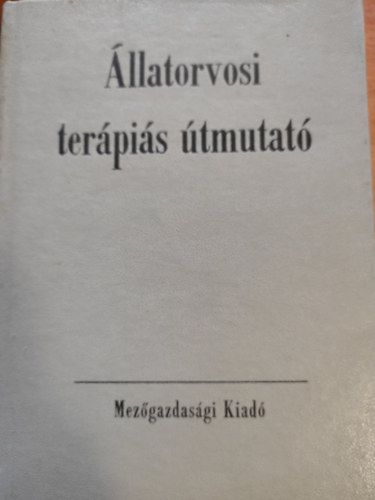 Állatorvosi
terápiás útmutató
Mezőgazdasági Kiadó